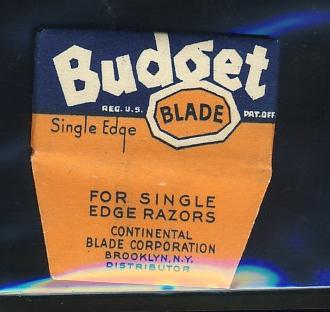 Budget
REG. U.S. PAT. OFF
BLADE
Single Edge
FOR SINGLE
EDGE RAZORS
CONTINENTAL
BLADE CORPORATION
BROOKLYN, N.Y.
DISTRIBUTOR